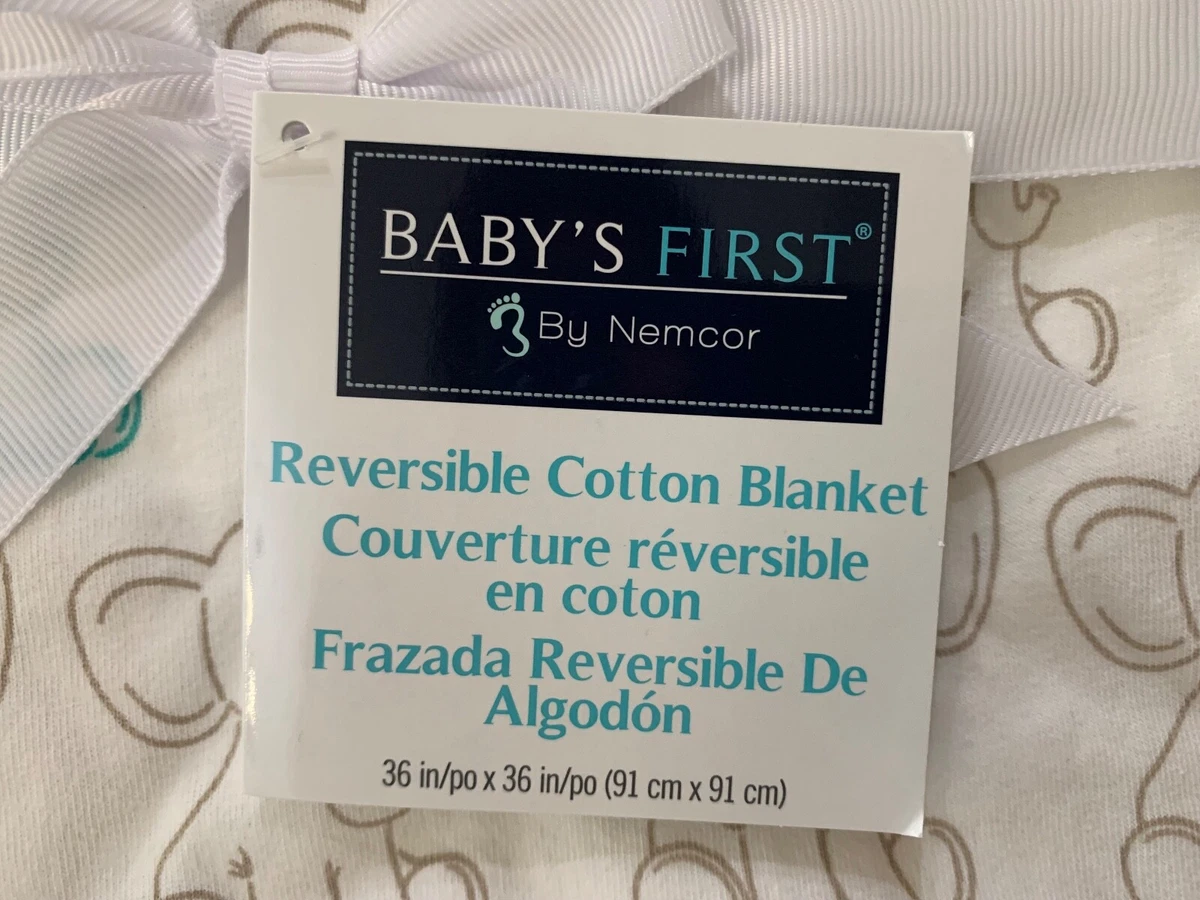 BABY'S FIRST®
By Nemcor
Reversible Cotton Blanket
Couverture réversible
en coton
Frazada Reversible De
Algodón
36 in/po x 36 in/po (91 cm x 91 cm)